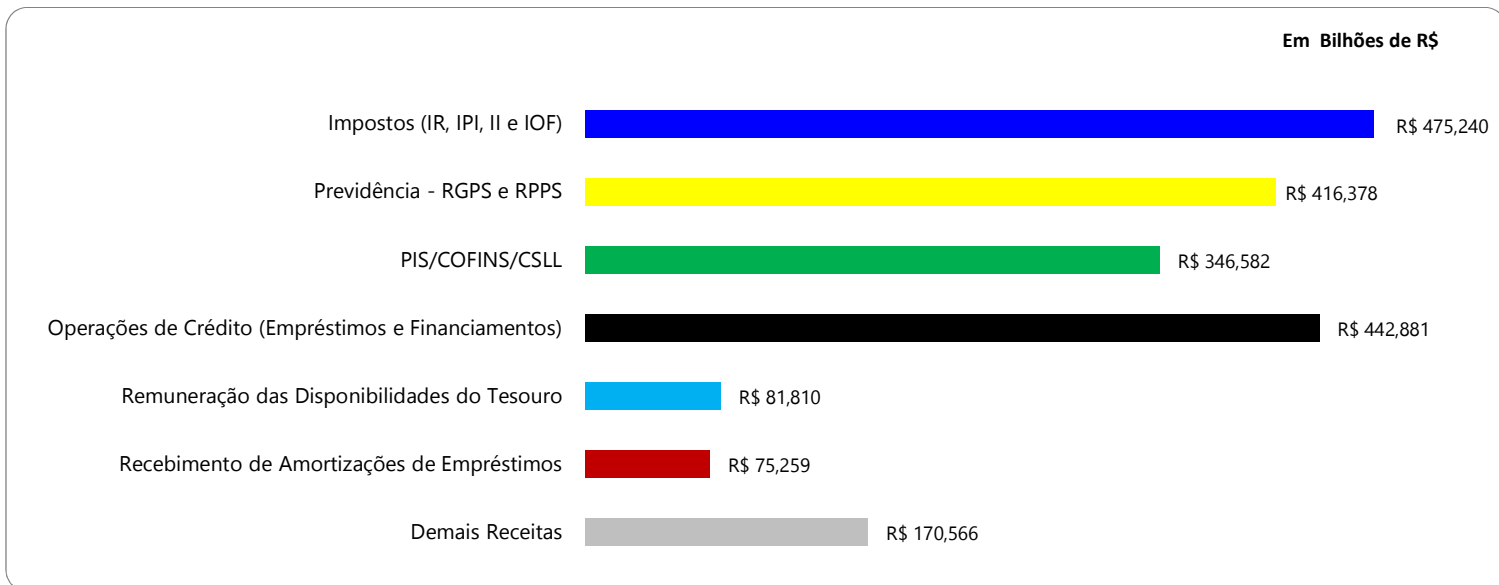 Em Bilhões de R$
Impostos (IR, IPI, II e IOF) R$ 475,240
Previdência - RGPS e RPPS R$ 416,378
PIS/COFINS/CSLL R$ 346,582
Operações de Crédito (Empréstimos e Financiamentos) R$ 442,881
Remuneração das Disponibilidades do Tesouro R$ 81,810
Recebimento de Amortizações de Empréstimos R$ 75,259
Demais Receitas R$ 170,566